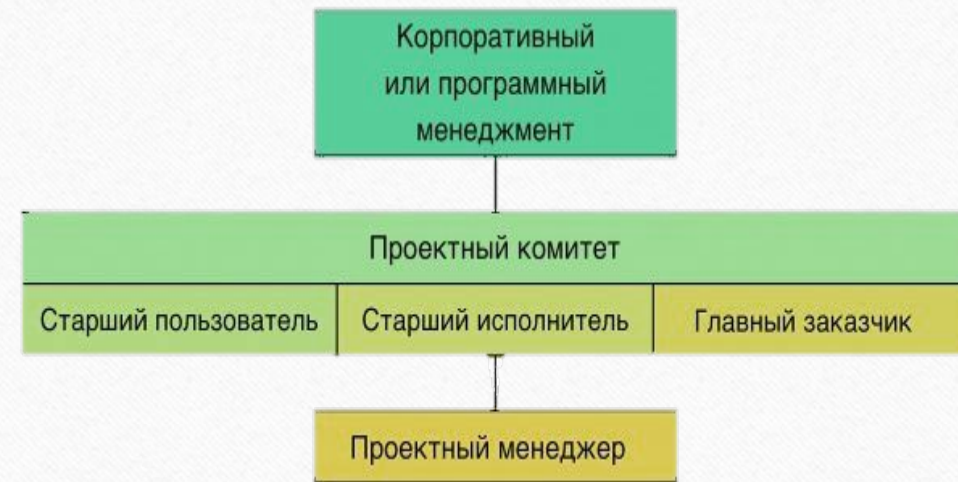 Корпоративный
или программный
менеджмент
Проектный комитет
Старший пользователь
Старший исполнитель
Главный заказчик
Проектный менеджер